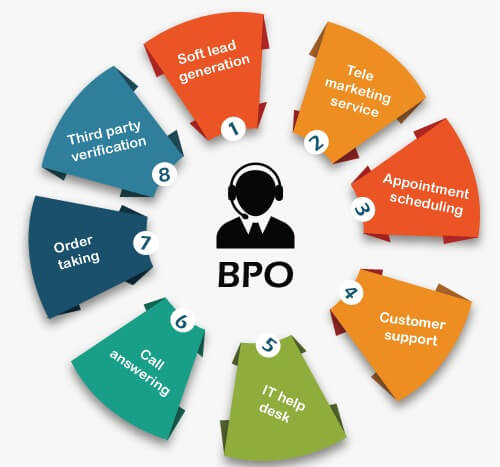 Soft lead
generation
1
Tele
marketing
service
2
Appointment
scheduling
3
Customer
support
4
IT help
desk
5
Call
answering
6
Order
taking
7
Third party
verification
8
BPO